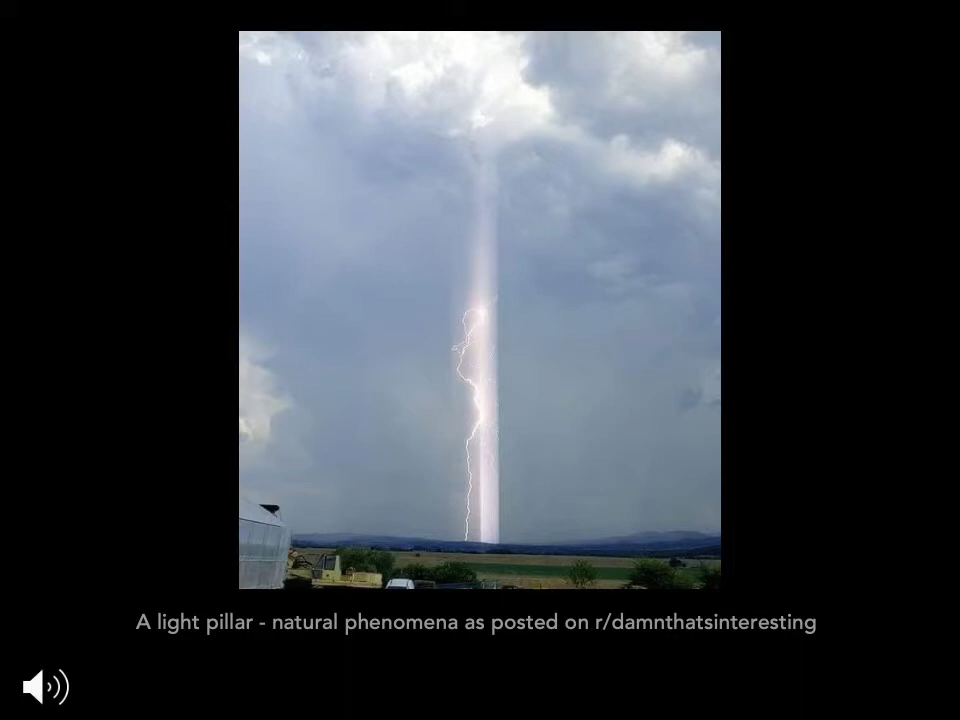 A light pillar - natural phenomena as posted on r/damnthatsinteresting